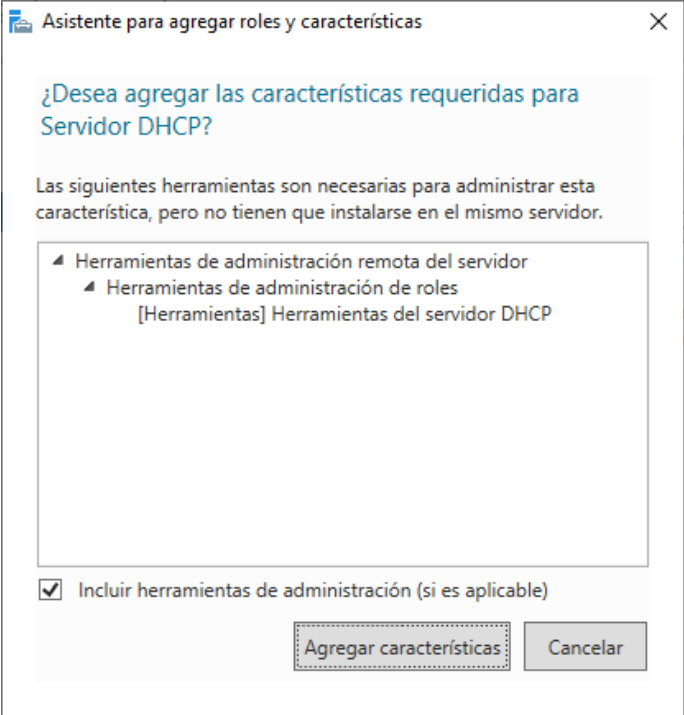 Asistente para agregar roles y características
¿Desea agregar las características requeridas para
Servidor DHCP?
Las siguientes herramientas son necesarias para administrar esta
característica, pero no tienen que instalarse en el mismo servidor.
Herramientas de administración remota del servidor
Herramientas de administración de roles
[Herramientas] Herramientas del servidor DHCP
Incluir herramientas de administración (si es aplicable)
Agregar características
Cancelar